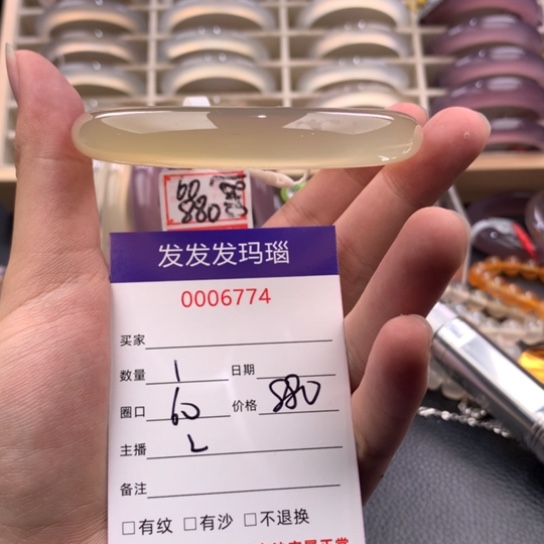 60
880
发发发玛瑙
0006774
买家
数量 1 日期
圈口 60 价格 880
主播 L
备注
□有纹 □有沙 □不退换